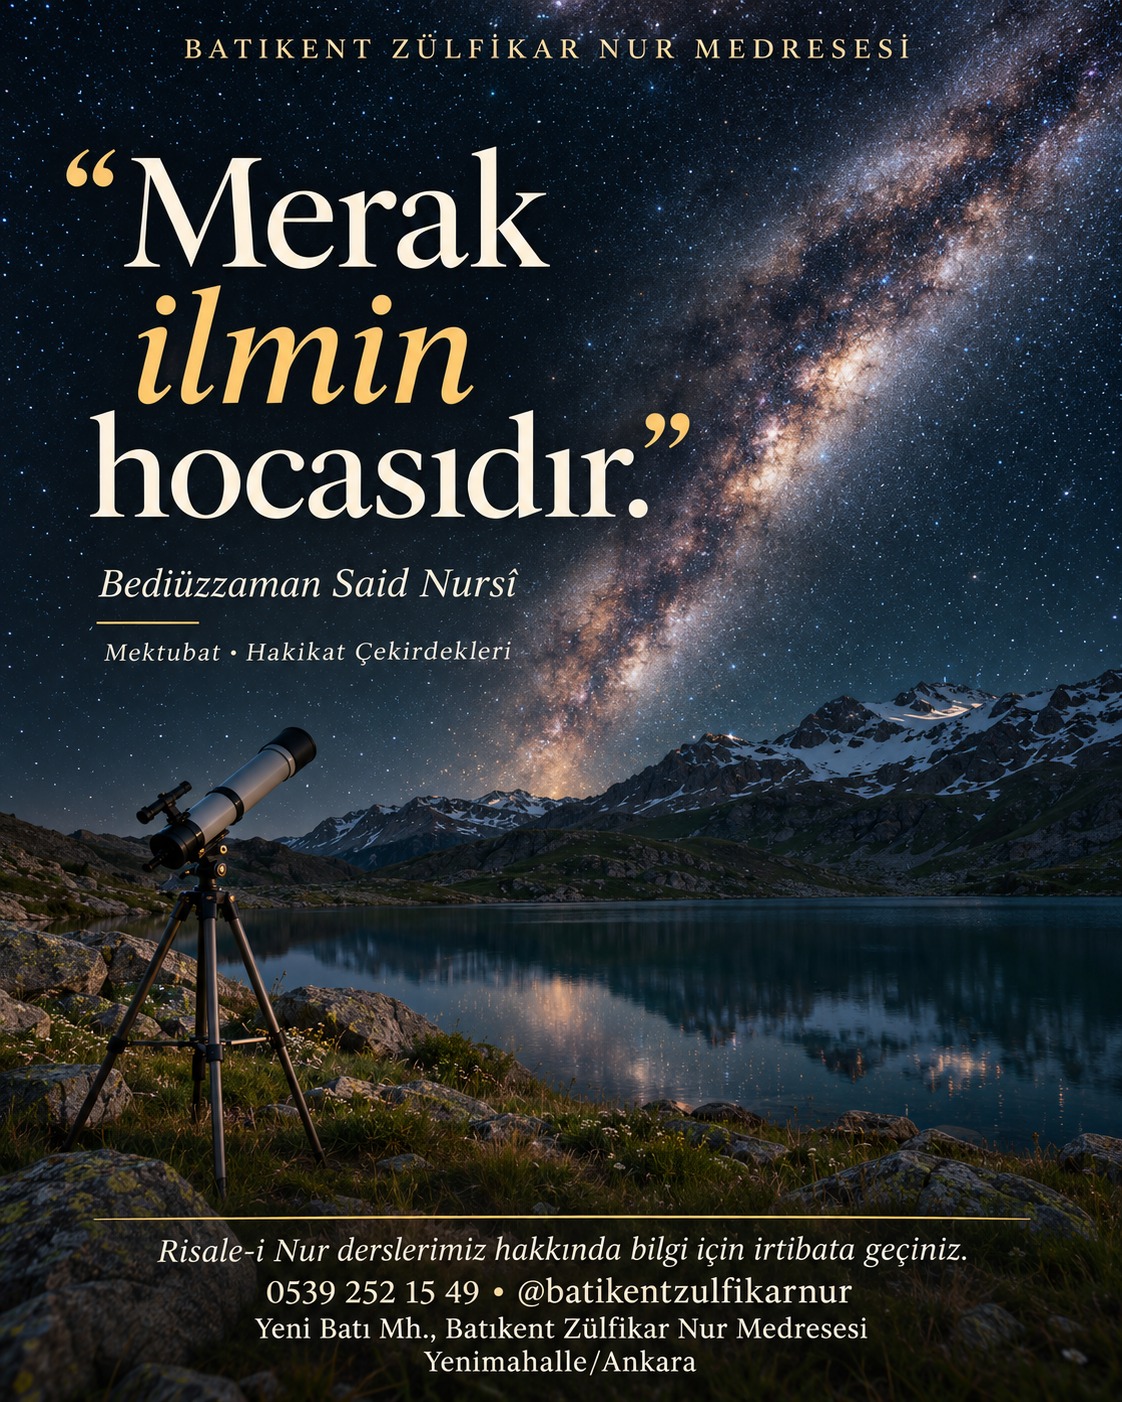 BATIKENT ZÜLFİKAR NUR MEDRESESİ
“Merak
ilmin
hocasıdır.”
Bediüzzaman Said Nursî
Mektubat • Hakikat Çekirdekleri
Risale-i Nur derslerimiz hakkında bilgi için irtibata geçiniz.
0539 252 15 49 • @batikentzulfikarnur
Yeni Batı Mh., Batıkent Zülfikar Nur Medresesi
Yenimahalle/Ankara